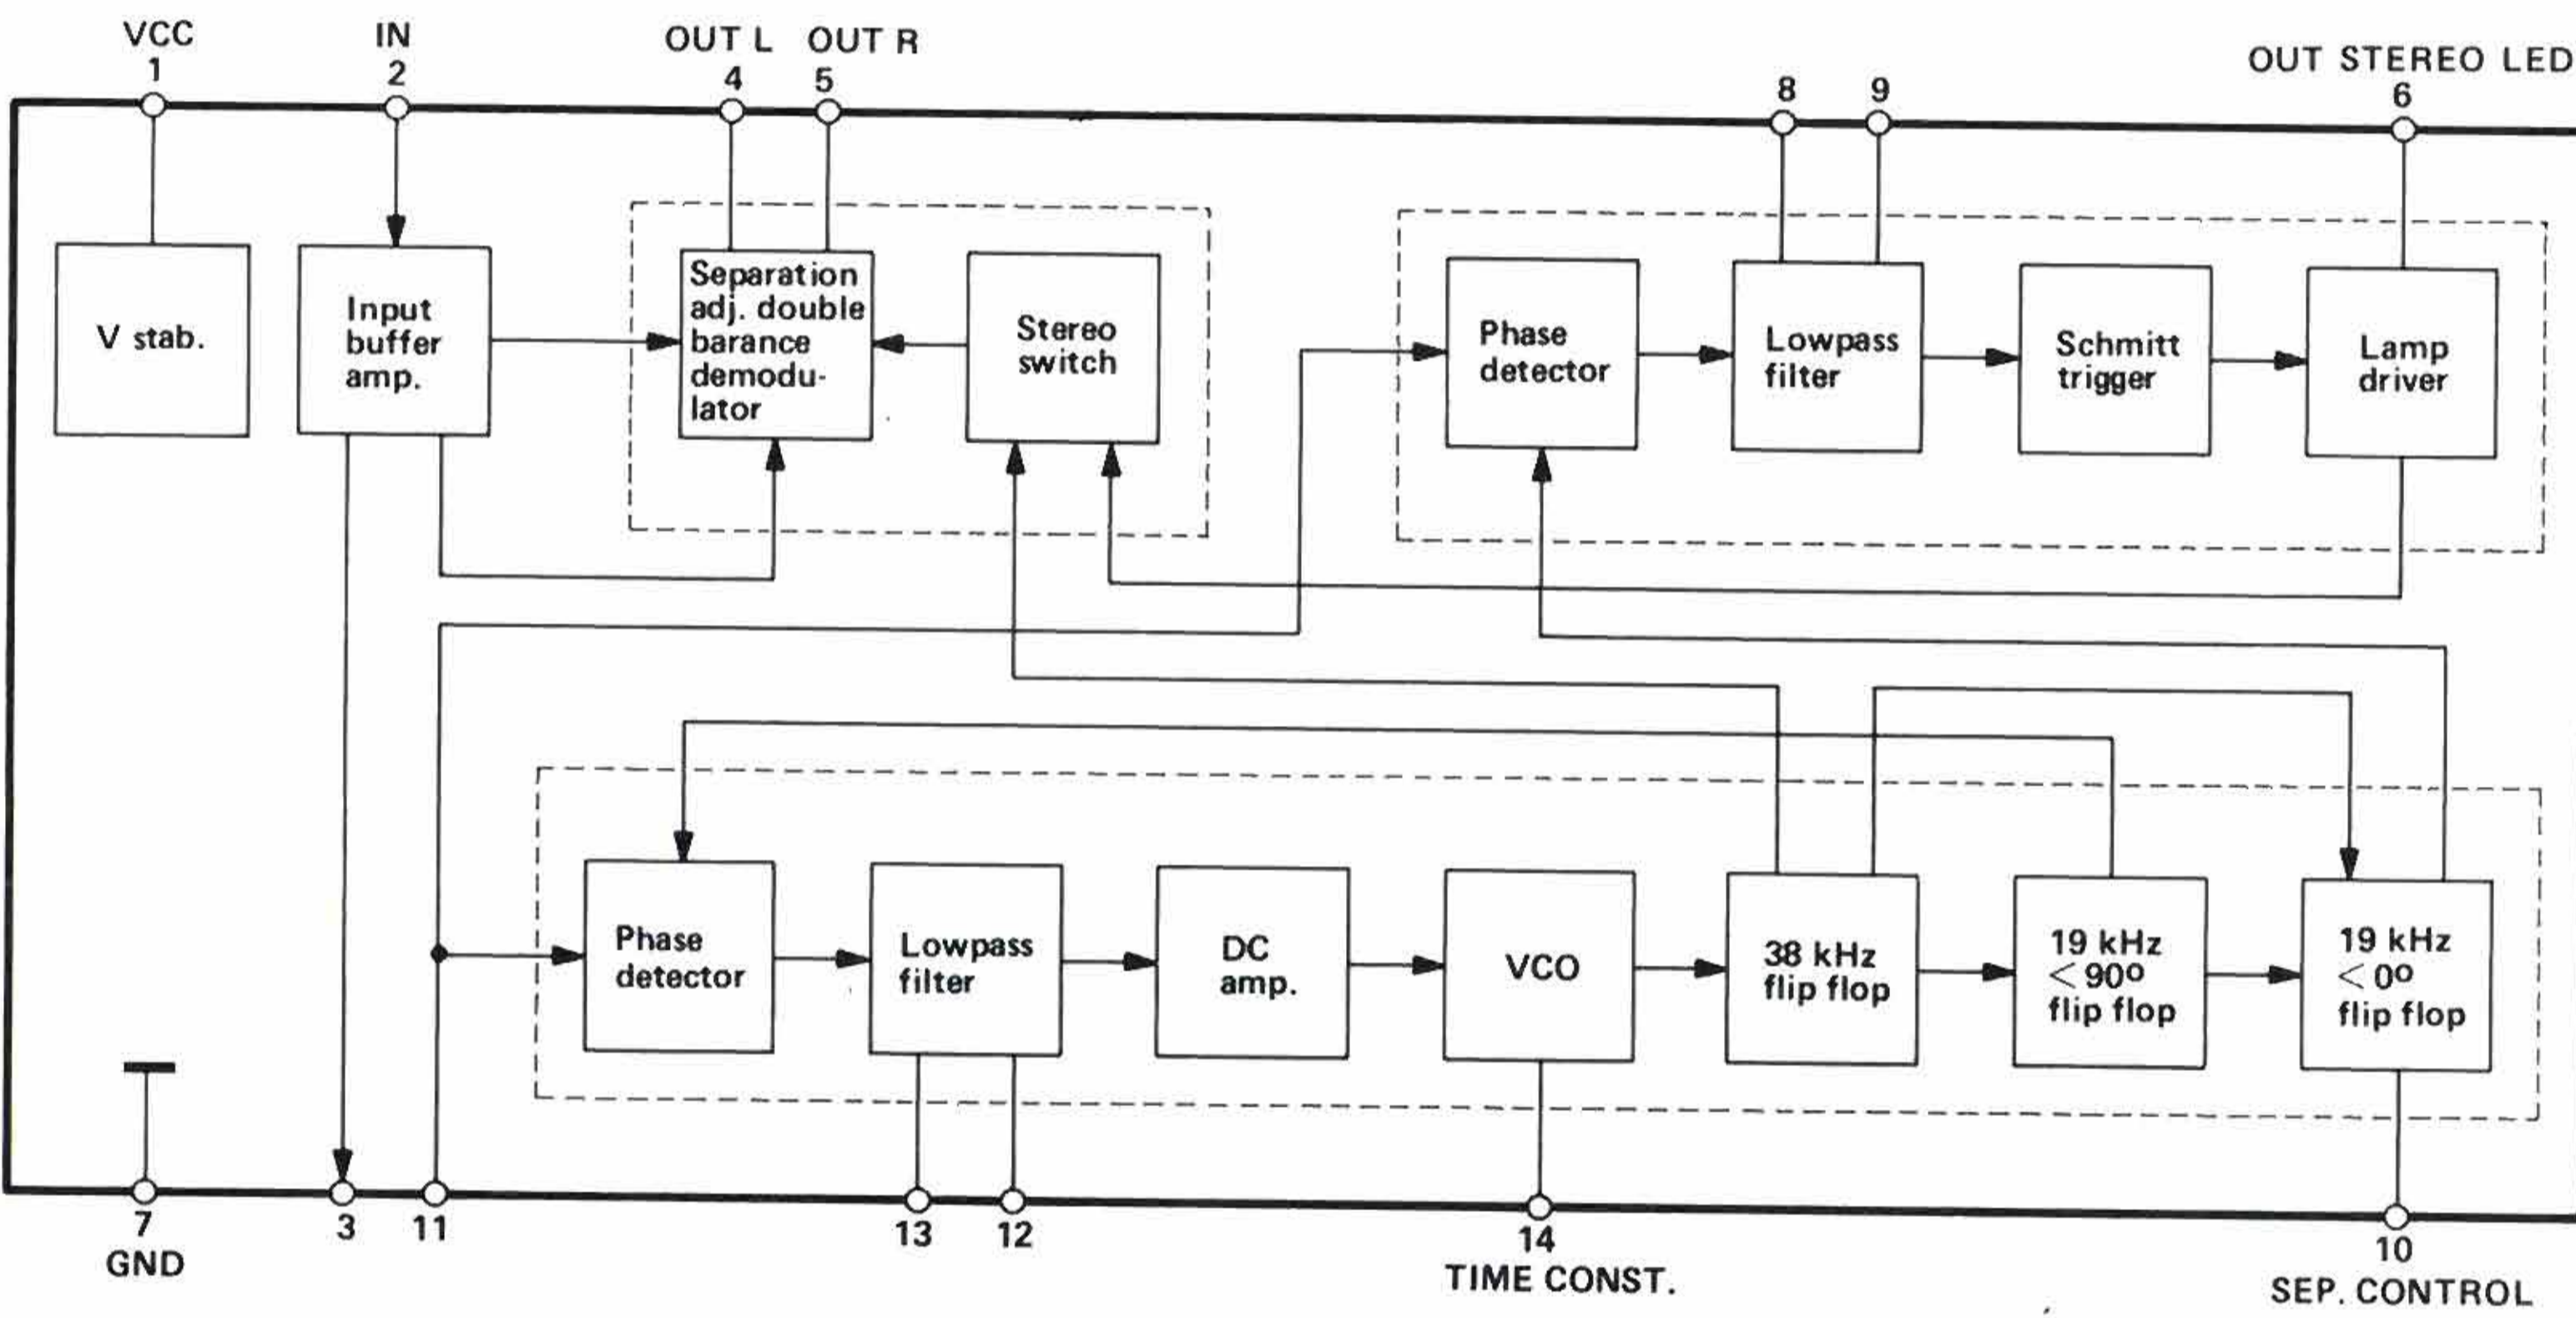 VCC
1
IN
2
OUT L OUT R
4 5
8 9
OUT STEREO LED
6
V stab.
Input
buffer
amp.
Separation
adj. double
barance
demodu-
lator
Stereo
switch
Phase
detector
Lowpass
filter
Schmitt
trigger
Lamp
driver
Phase
detector
Lowpass
filter
DC
amp.
VCO
38 kHz
flip flop
19 kHz
<90º
flip flop
19 kHz
<0º
flip flop
7
GND
3
11
13
12
14
TIME CONST.
10
SEP. CONTROL